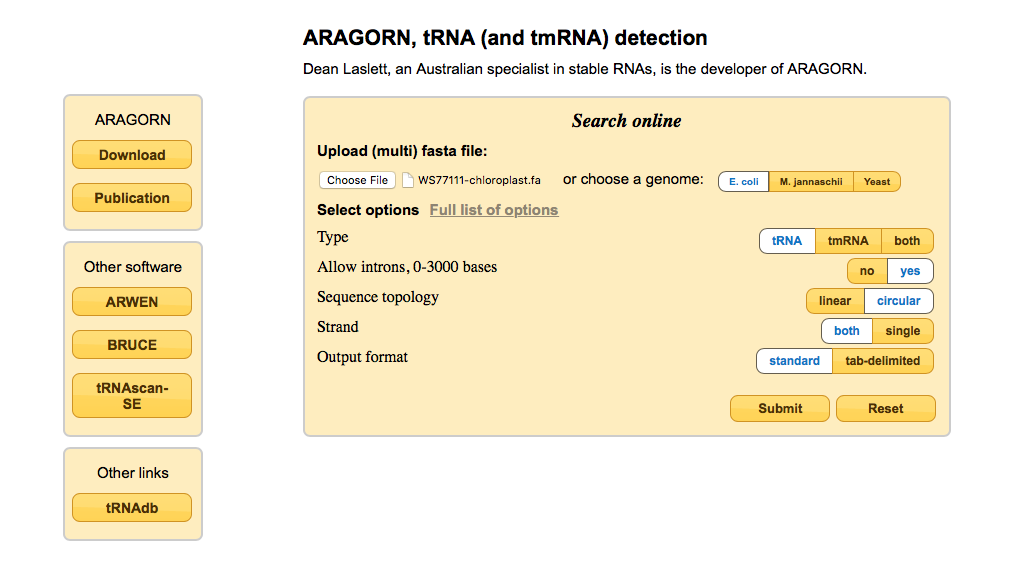 ARAGORN, tRNA (and tmRNA) detection
Dean Laslett, an Australian specialist in stable RNAs, is the developer of ARAGORN.
ARAGORN
Download
Publication
Other software
ARWEN
BRUCE
tRNAscan-
SE
Other links
tRNAdb
Search online
Upload (multi) fasta file:
Choose File WS77111-chloroplast.fa or choose a genome: E. coli M. jannaschii Yeast
Select options Full list of options
Type tRNA tmRNA both
Allow introns, 0-3000 bases no yes
Sequence topology linear circular
Strand both single
Output format standard tab-delimited
Submit Reset